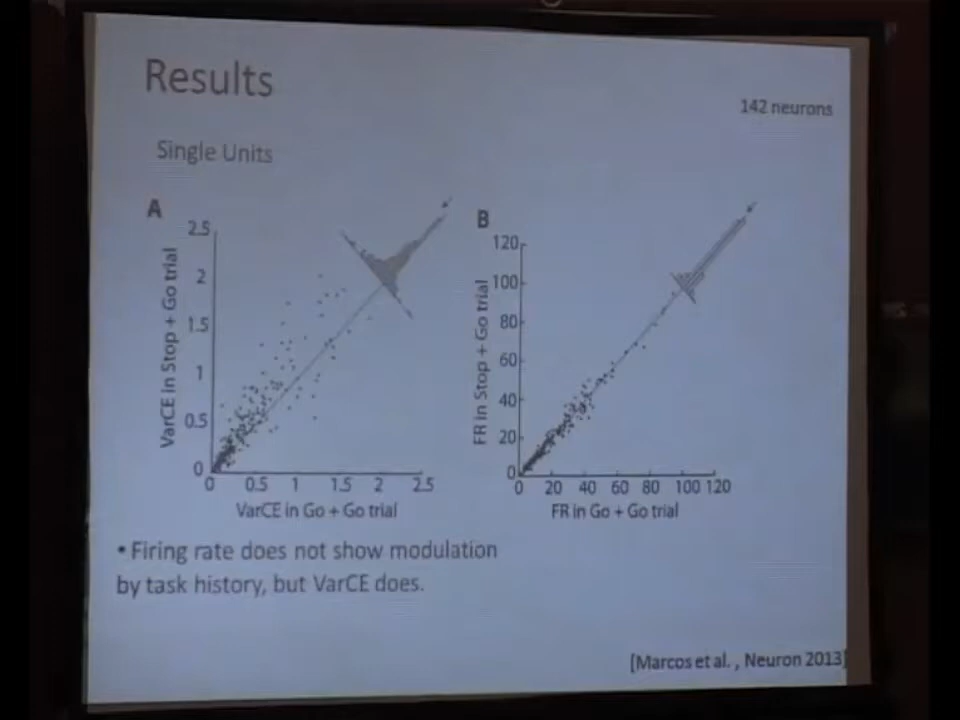 Results
142 neurons
Single Units
A
VarCE in Stop + Go trial
2.5
2
1.5
1
0.5
0
0 0.5 1 1.5 2 2.5
VarCE in Go + Go trial
B
FR in Stop + Go trial
120
100
80
60
40
20
0
0 20 40 60 80 100 120
FR in Go + Go trial
• Firing rate does not show modulation
by task history, but VarCE does.
[Marcos et al. , Neuron 2013]